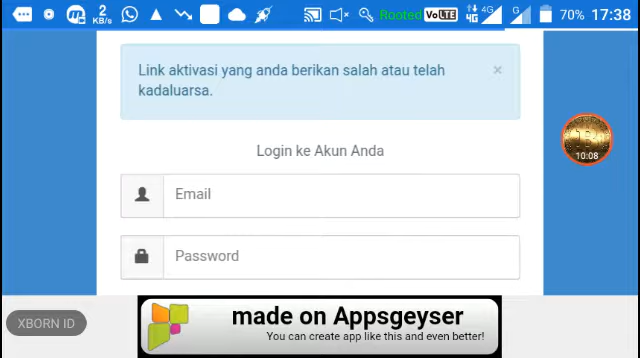 2
KB/s
Rooted
VoLTE
4G
4G
G
70%
17:38
Link aktivasi yang anda berikan salah atau telah
kadaluarsa.
×
Login ke Akun Anda
10:08
Email
Password
XBORN ID
made on Appsgeyser
You can create app like this and even better!